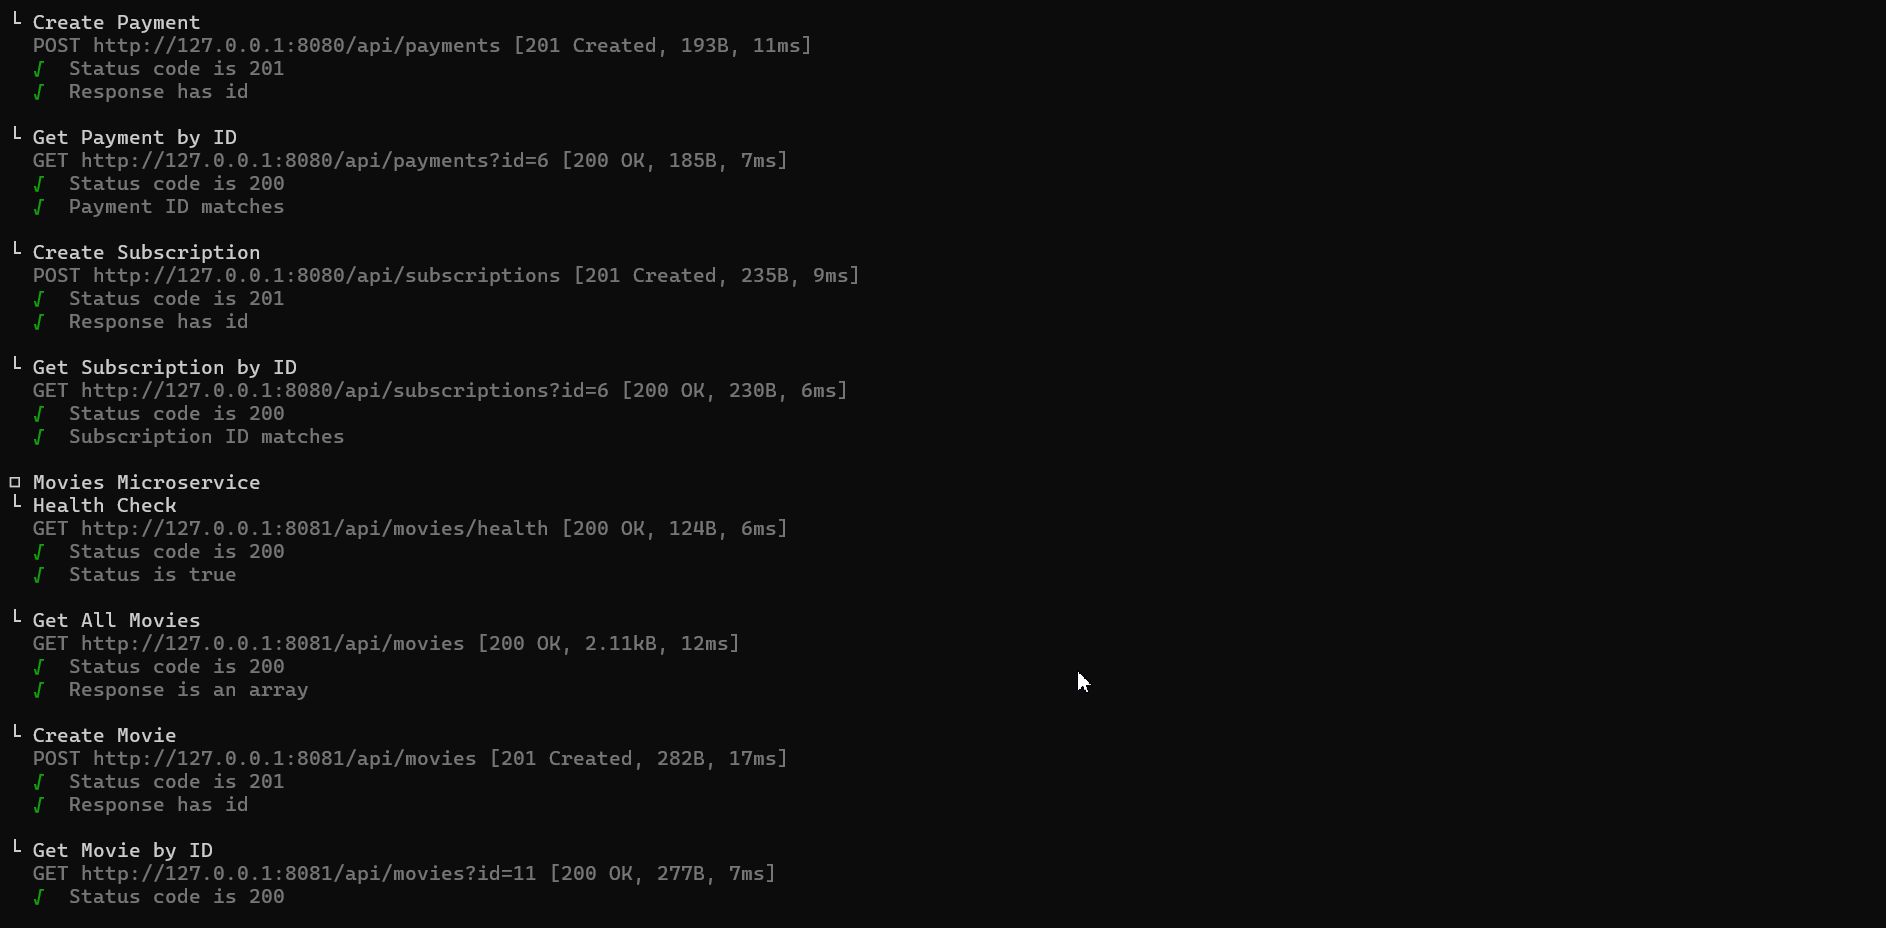 └ Create Payment
POST http://127.0.0.1:8080/api/payments [201 Created, 193B, 11ms]
√ Status code is 201
√ Response has id
└ Get Payment by ID
GET http://127.0.0.1:8080/api/payments?id=6 [200 OK, 185B, 7ms]
√ Status code is 200
√ Payment ID matches
└ Create Subscription
POST http://127.0.0.1:8080/api/subscriptions [201 Created, 235B, 9ms]
√ Status code is 201
√ Response has id
└ Get Subscription by ID
GET http://127.0.0.1:8080/api/subscriptions?id=6 [200 OK, 230B, 6ms]
√ Status code is 200
√ Subscription ID matches
□ Movies Microservice
└ Health Check
GET http://127.0.0.1:8081/api/movies/health [200 OK, 124B, 6ms]
√ Status code is 200
√ Status is true
└ Get All Movies
GET http://127.0.0.1:8081/api/movies [200 OK, 2.11kB, 12ms]
√ Status code is 200
√ Response is an array
└ Create Movie
POST http://127.0.0.1:8081/api/movies [201 Created, 282B, 17ms]
√ Status code is 201
√ Response has id
└ Get Movie by ID
GET http://127.0.0.1:8081/api/movies?id=11 [200 OK, 277B, 7ms]
√ Status code is 200